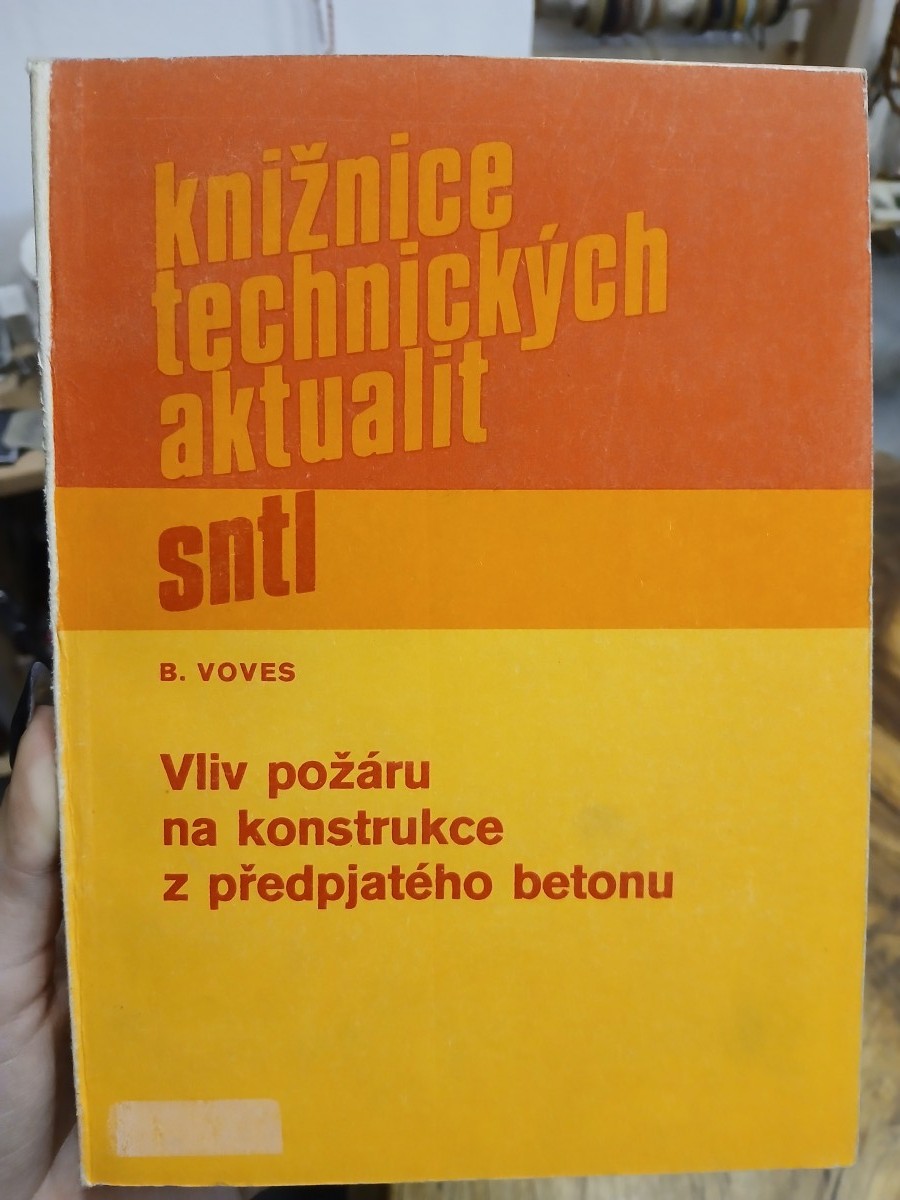 knižnice
technických
aktualit
sntl
B. VOVES
Vliv požáru
na konstrukce
z předpjatého betonu